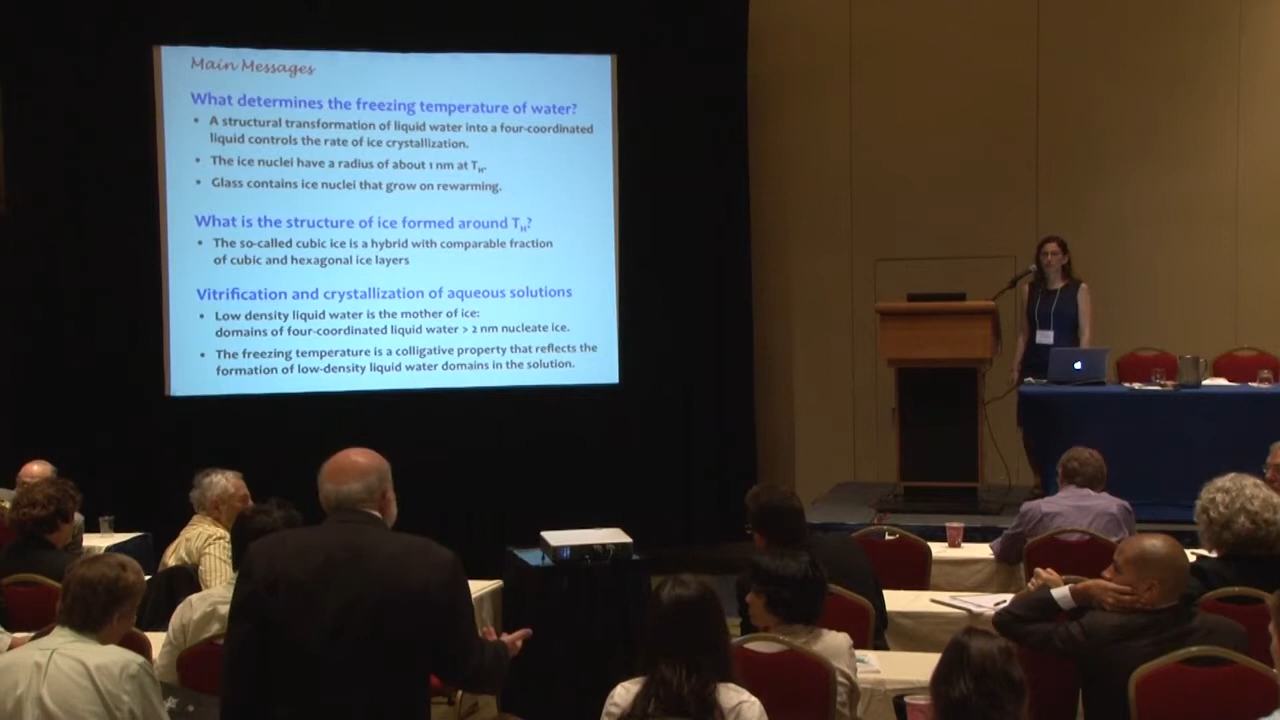 Main Messages
What determines the freezing temperature of water?
• A structural transformation of liquid water into a four-coordinated
liquid controls the rate of ice crystallization.
• The ice nuclei have a radius of about 1 nm at TH.
• Glass contains ice nuclei that grow on rewarming.
What is the structure of ice formed around TH?
• The so-called cubic ice is a hybrid with comparable fraction
of cubic and hexagonal ice layers
Vitrification and crystallization of aqueous solutions
• Low density liquid water is the mother of ice:
domains of four-coordinated liquid water > 2 nm nucleate ice.
• The freezing temperature is a colligative property that reflects the
formation of low-density liquid water domains in the solution.